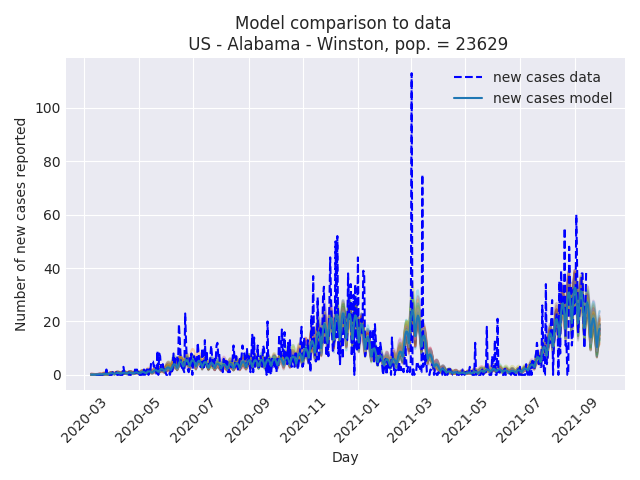 Model comparison to data
US - Alabama - Winston, pop. = 23629
new cases data
new cases model
Number of new cases reported
100
80
60
40
20
0
2020-03
2020-05
2020-07
2020-09
2020-11
2021-01
2021-03
2021-05
2021-07
2021-09
Day